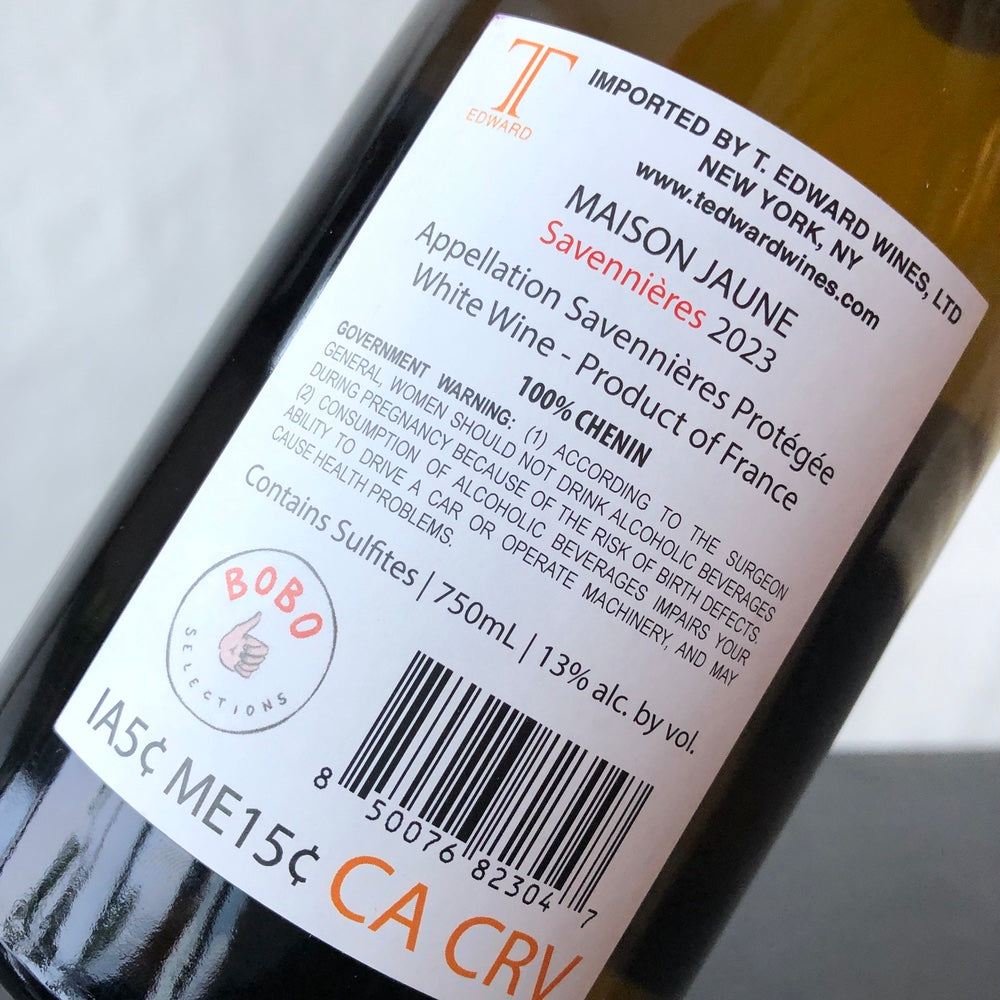 T
EDWARD
IMPORTED BY T. EDWARD WINES, LTD
NEW YORK, NY
www.tedwardwines.com
MAISON JAUNE
Savennières 2023
Appellation Savennières Protégée
White Wine - Product of France
100% CHENIN
GOVERNMENT WARNING: (1) ACCORDING TO THE SURGEON
GENERAL, WOMEN SHOULD NOT DRINK ALCOHOLIC BEVERAGES
DURING PREGNANCY BECAUSE OF THE RISK OF BIRTH DEFECTS.
(2) CONSUMPTION OF ALCOHOLIC BEVERAGES IMPAIRS YOUR
ABILITY TO DRIVE A CAR OR OPERATE MACHINERY, AND MAY
CAUSE HEALTH PROBLEMS.
Contains Sulfites | 750mL | 13% alc. by vol.
BOBO
SELECTIONS
8 50076 82304 7
IA5¢ ME15¢ CA CRV